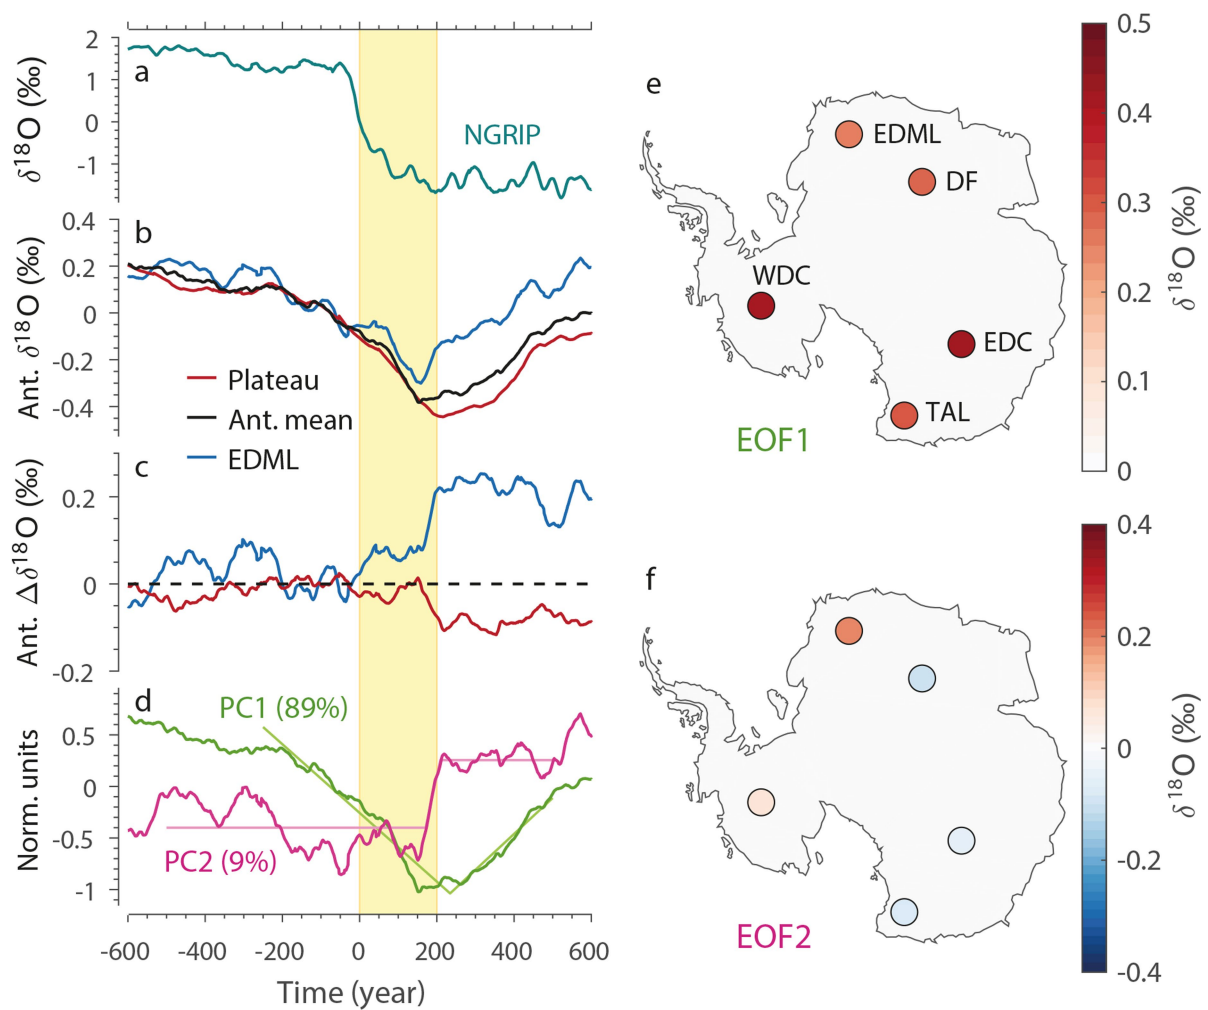 a
δ18O (‰)
2
1
0
-1
NGRIP
b
Ant. δ18O (‰)
0.4
0.2
0
-0.2
-0.4
Plateau
Ant. mean
EDML
c
Ant. Δδ18O (‰)
0.2
0
-0.2
d
Norm. units
0.5
0
-0.5
-1
PC1 (89%)
PC2 (9%)
-600 -400 -200 0 200 400 600
Time (year)
e
EDML
DF
WDC
EDC
TAL
EOF1
0.5
0.4
0.3
0.2
0.1
0
δ18O (‰)
f
EOF2
0.4
0.2
0
-0.2
-0.4
δ18O (‰)